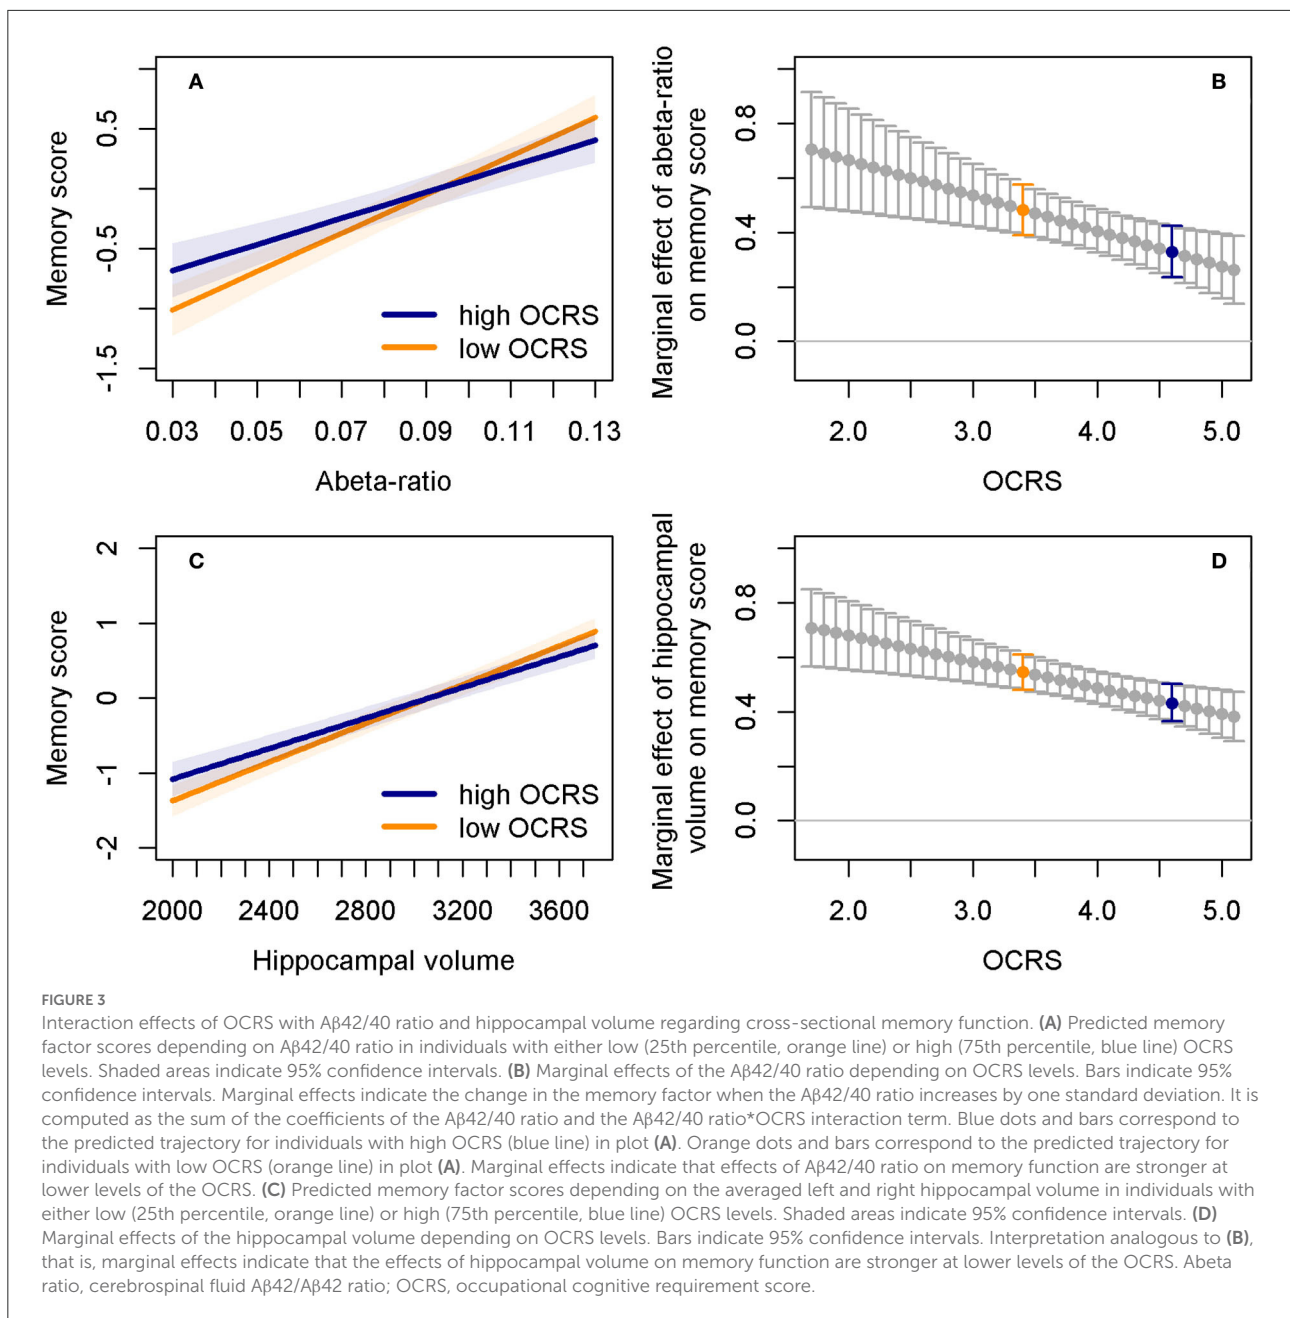 A
Memory score
0.5
-0.5
-1.5
high OCRS
low OCRS
0.03 0.05 0.07 0.09 0.11 0.13
Abeta-ratio
B
Marginal effect of abeta-ratio
on memory score
0.8
0.4
0.0
2.0 3.0 4.0 5.0
OCRS
C
Memory score
2
1
0
-1
-2
high OCRS
low OCRS
2000 2400 2800 3200 3600
Hippocampal volume
D
Marginal effect of hippocampal
volume on memory score
0.8
0.4
0.0
2.0 3.0 4.0 5.0
OCRS
FIGURE 3
Interaction effects of OCRS with Aβ42/40 ratio and hippocampal volume regarding cross-sectional memory function. (A) Predicted memory
factor scores depending on Aβ42/40 ratio in individuals with either low (25th percentile, orange line) or high (75th percentile, blue line) OCRS
levels. Shaded areas indicate 95% confidence intervals. (B) Marginal effects of the Aβ42/40 ratio depending on OCRS levels. Bars indicate 95%
confidence intervals. Marginal effects indicate the change in the memory factor when the Aβ42/40 ratio increases by one standard deviation. It is
computed as the sum of the coefficients of the Aβ42/40 ratio and the Aβ42/40 ratio*OCRS interaction term. Blue dots and bars correspond to
the predicted trajectory for individuals with high OCRS (blue line) in plot (A). Orange dots and bars correspond to the predicted trajectory for
individuals with low OCRS (orange line) in plot (A). Marginal effects indicate that effects of Aβ42/40 ratio on memory function are stronger at
lower levels of the OCRS. (C) Predicted memory factor scores depending on the averaged left and right hippocampal volume in individuals with
either low (25th percentile, orange line) or high (75th percentile, blue line) OCRS levels. Shaded areas indicate 95% confidence intervals. (D)
Marginal effects of the hippocampal volume depending on OCRS levels. Bars indicate 95% confidence intervals. Interpretation analogous to (B),
that is, marginal effects indicate that the effects of hippocampal volume on memory function are stronger at lower levels of the OCRS. Abeta
ratio, cerebrospinal fluid Aβ42/Aβ42 ratio; OCRS, occupational cognitive requirement score.